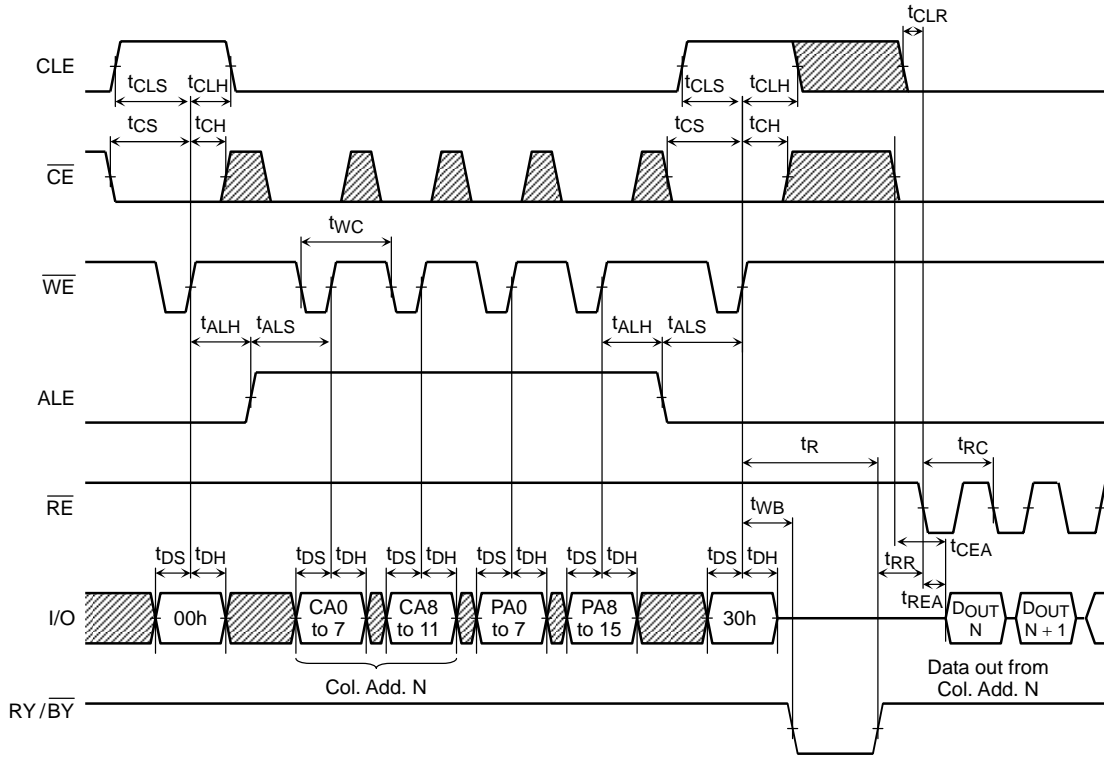 tCLR
CLE
tCLS tCLH tCLS tCLH
tCS tCH tCS tCH
CE
tWC
WE
tALH tALS tALH tALS
ALE
tR tRC
RE
tWB
tCEA
tDS tDH tDS tDH tDS tDH tDS tDH tDS tDH tDS tDH
tRR
tREA
I/O 00h CA0 to 7 CA8 to 11 PA0 to 7 PA8 to 15 30h DOUT N DOUT N + 1
Col. Add. N
Data out from
Col. Add. N
RY/BY